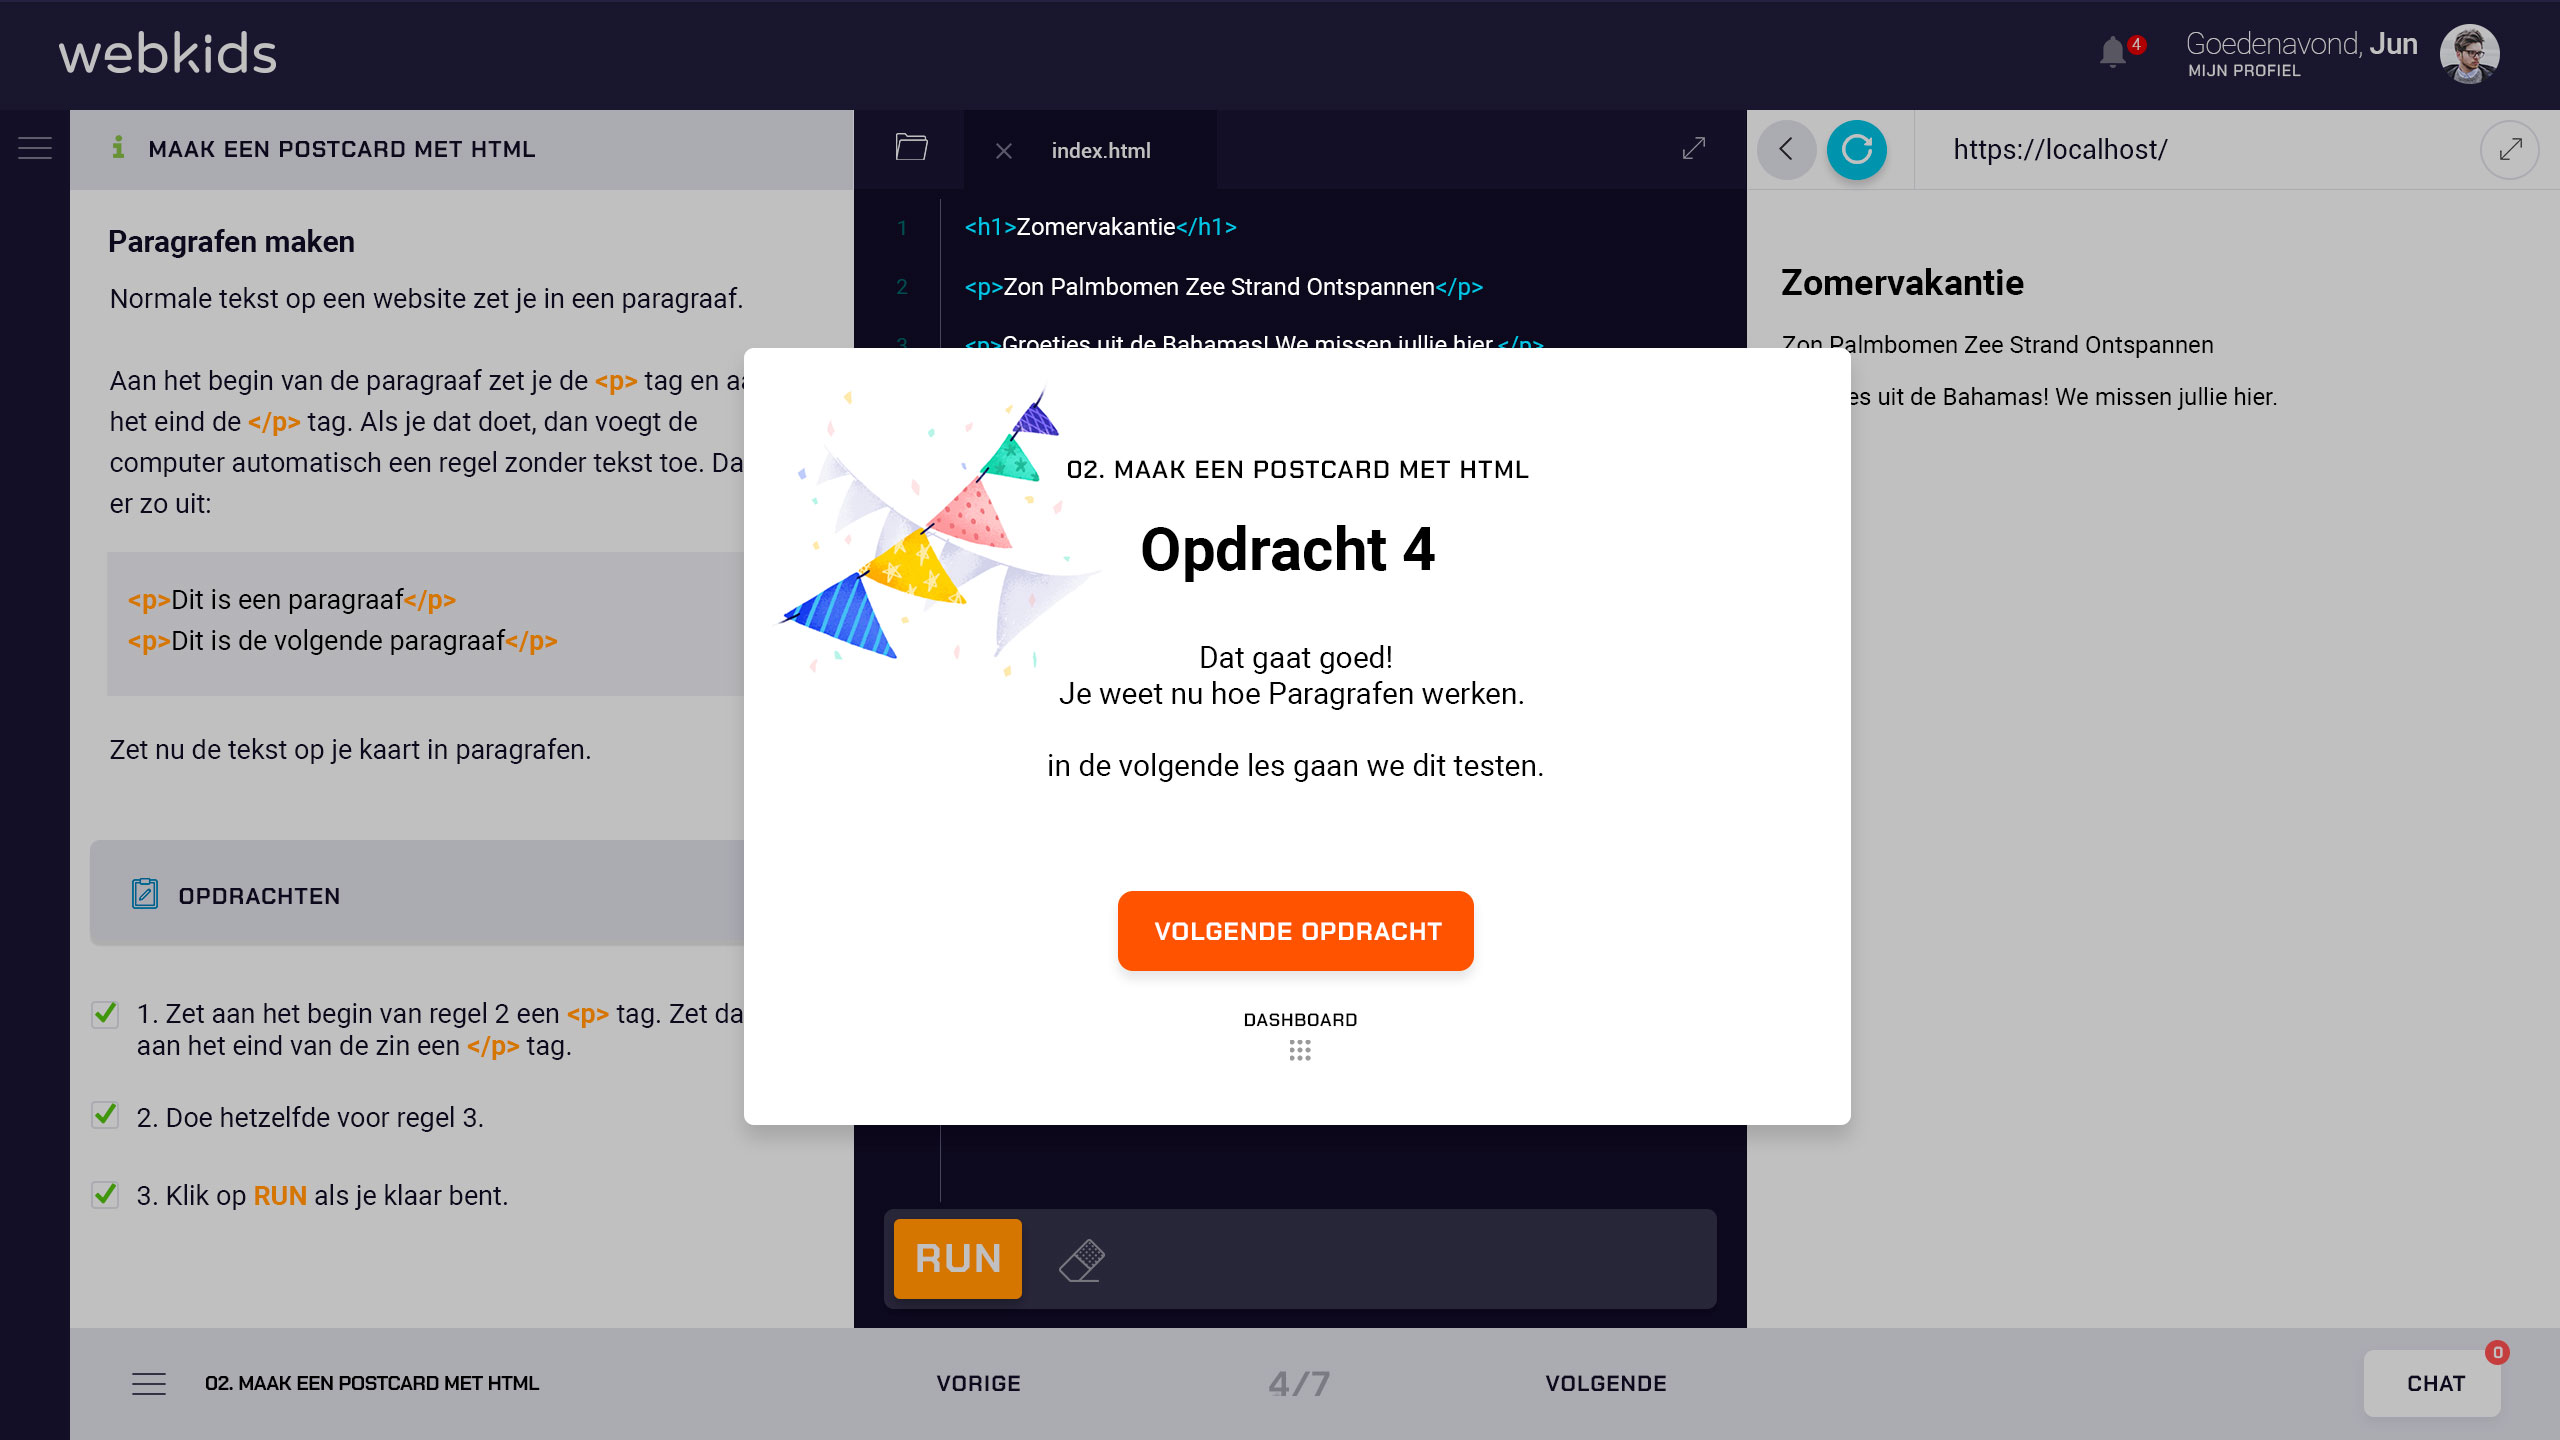 webkids
4
Goedenavond, Jun
MIJN PROFIEL
MAAK EEN POSTCARD MET HTML
Paragrafen maken
Normale tekst op een website zet je in een paragraaf.
Aan het begin van de paragraaf zet je de <p> tag en
het eind de </p> tag. Als je dat doet, dan voegt de
computer automatisch een regel zonder tekst toe.
er zo uit:
<p>Dit is een paragraaf</p>
<p>Dit is de volgende paragraaf</p>
Zet nu de tekst op je kaart in paragrafen.
OPDRACHTEN
1. Zet aan het begin van regel 2 een <p> tag. Zet
aan het eind van de zin een </p> tag.
2. Doe hetzelfde voor regel 3.
3. Klik op RUN als je klaar bent.
index.html
1 <h1>Zomervakantie</h1>
2 <p>Zon Palmbomen Zee Strand Ontspannen</p>
3 <p>Groetjes uit de Bahamas! We missen jullie hier.</p>
https://localhost/
Zomervakantie
Zon Palmbomen Zee Strand Ontspannen
uit de Bahamas! We missen jullie hier.
02. MAAK EEN POSTCARD MET HTML
Opdracht 4
Dat gaat goed!
Je weet nu hoe Paragrafen werken.
in de volgende les gaan we dit testen.
VOLGENDE OPDRACHT
DASHBOARD
RUN
02. MAAK EEN POSTCARD MET HTML
VORIGE
4/7
VOLGENDE
CHAT
0